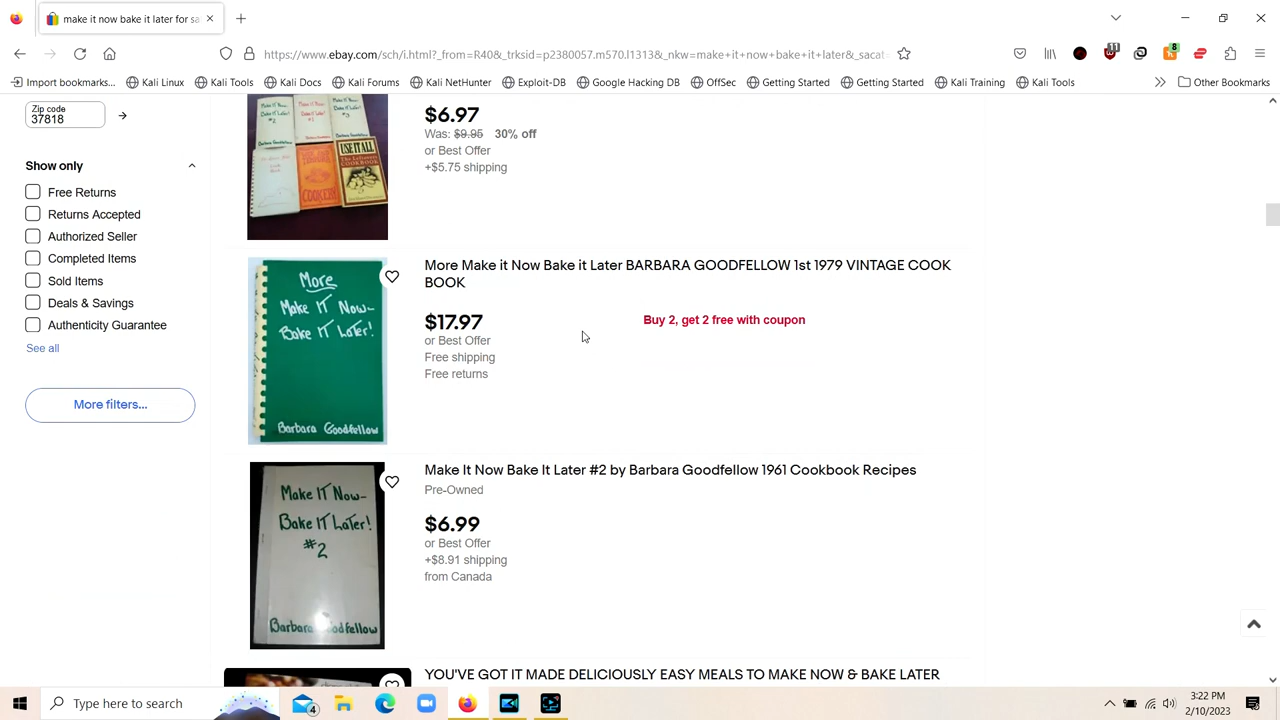 make it now bake it later for sa
https://www.ebay.com/sch/i.html?_from=R40&_trksid=p2380057.m570.l1313&_nkw=make+it+now+bake+it+later&_sacat
11
8
Import bookmarks...
Kali Linux
Kali Tools
Kali Docs
Kali Forums
Kali NetHunter
Exploit-DB
Google Hacking DB
OffSec
Getting Started
Getting Started
Kali Training
Kali Tools
Other Bookmarks
Zip code
37818
Show only
Free Returns
Returns Accepted
Authorized Seller
Completed Items
Sold Items
Deals & Savings
Authenticity Guarantee
See all
More filters...
USE IT ALL
COOKERY
$6.97
Was: $9.95 30% off
or Best Offer
+$5.75 shipping
More
Make IT Now-
Bake IT Later!
Barbara Goodfellow
More Make it Now Bake it Later BARBARA GOODFELLOW 1st 1979 VINTAGE COOK
BOOK
$17.97
Buy 2, get 2 free with coupon
or Best Offer
Free shipping
Free returns
Make IT Now-
Bake IT Later!
#2
Barbara Goodfellow
Make It Now Bake It Later #2 by Barbara Goodfellow 1961 Cookbook Recipes
Pre-Owned
$6.99
or Best Offer
+$8.91 shipping
from Canada
YOU'VE GOT IT MADE DELICIOUSLY EASY MEALS TO MAKE NOW & BAKE LATER
Type here to search
4
3:22 PM
2/10/2023